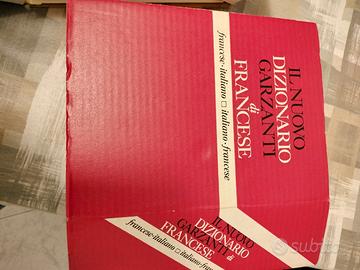 IL NUOVO
DIZIONARIO
GARZANTI
di
FRANCESE
francese-italiano □ italiano-francese
IL NUOVO
DIZIONARIO
GARZANTI
di
FRANCESE
francese-italiano □ italiano-francese
subito